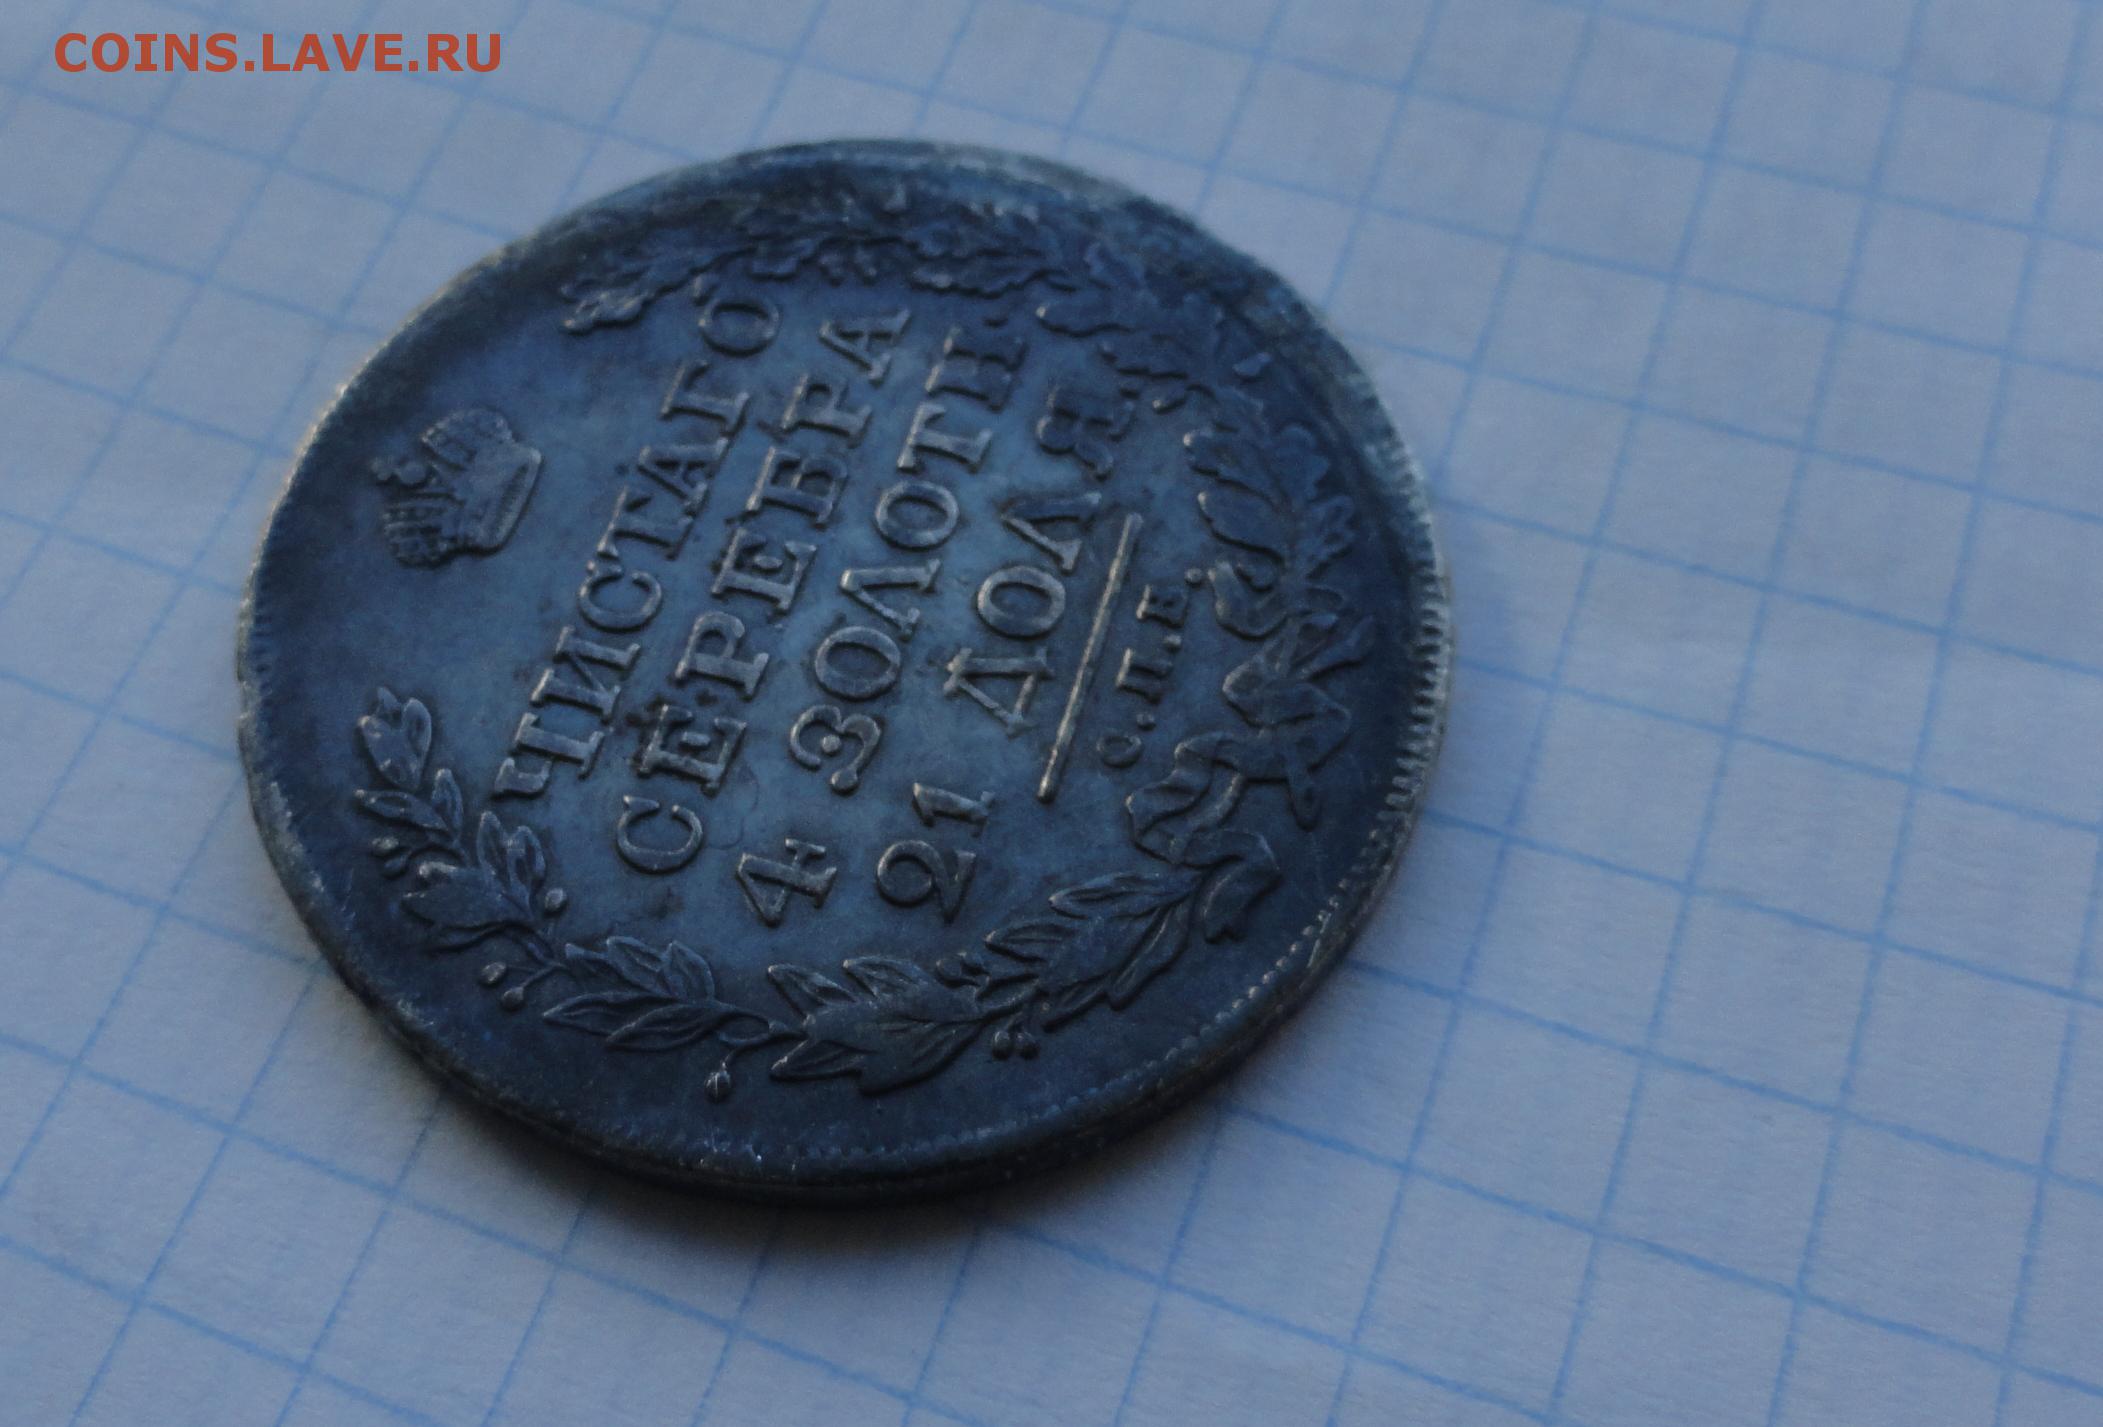 COINS.LAVE.RU
ЧИСТАГО
СЕРЕБРА
4 ЗОЛОТН.
21 ДОЛЯ.
С.П.Б.